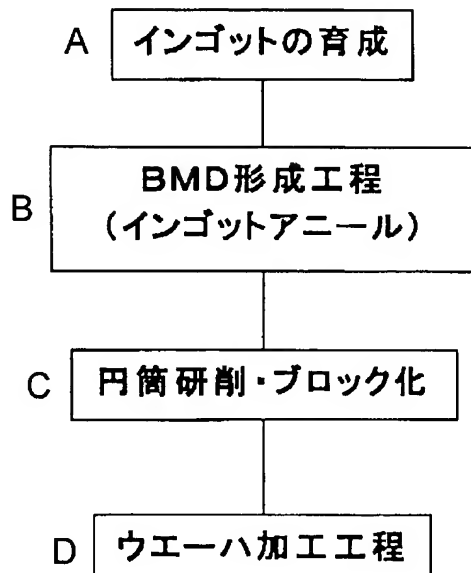 A インゴットの育成
B BMD形成工程
(インゴットアニール)
C 円筒研削・ブロック化
D ウエーハ加工工程